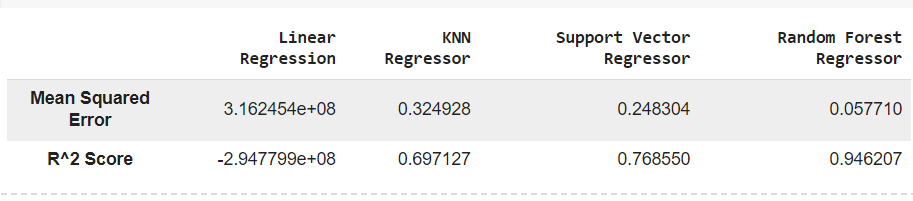 Linear Regression KNN Regressor Support Vector Regressor Random Forest Regressor
Mean Squared Error 3.162454e+08 0.324928 0.248304 0.057710
R^2 Score -2.947799e+08 0.697127 0.768550 0.946207